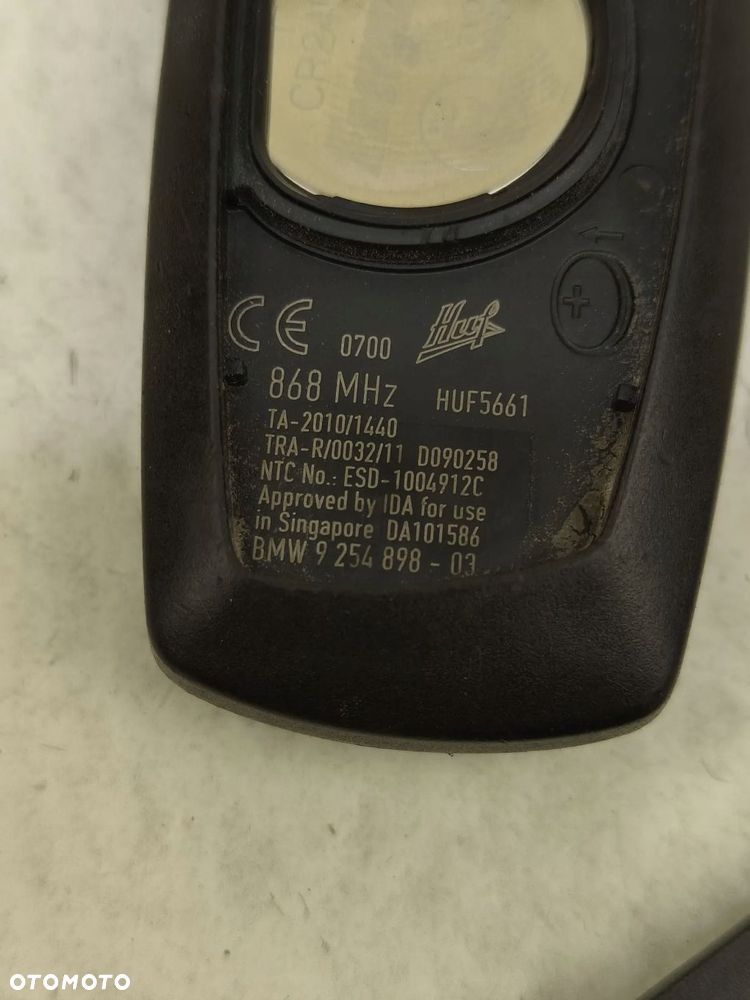 CE 0700 Huf
868 MHz HUF5661
TA-2010/1440
TRA-R/0032/11 D090258
NTC No.: ESD-1004912C
Approved by IDA for use
in Singapore DA101586
BMW 9 254 898 - 03
OTOMOTO